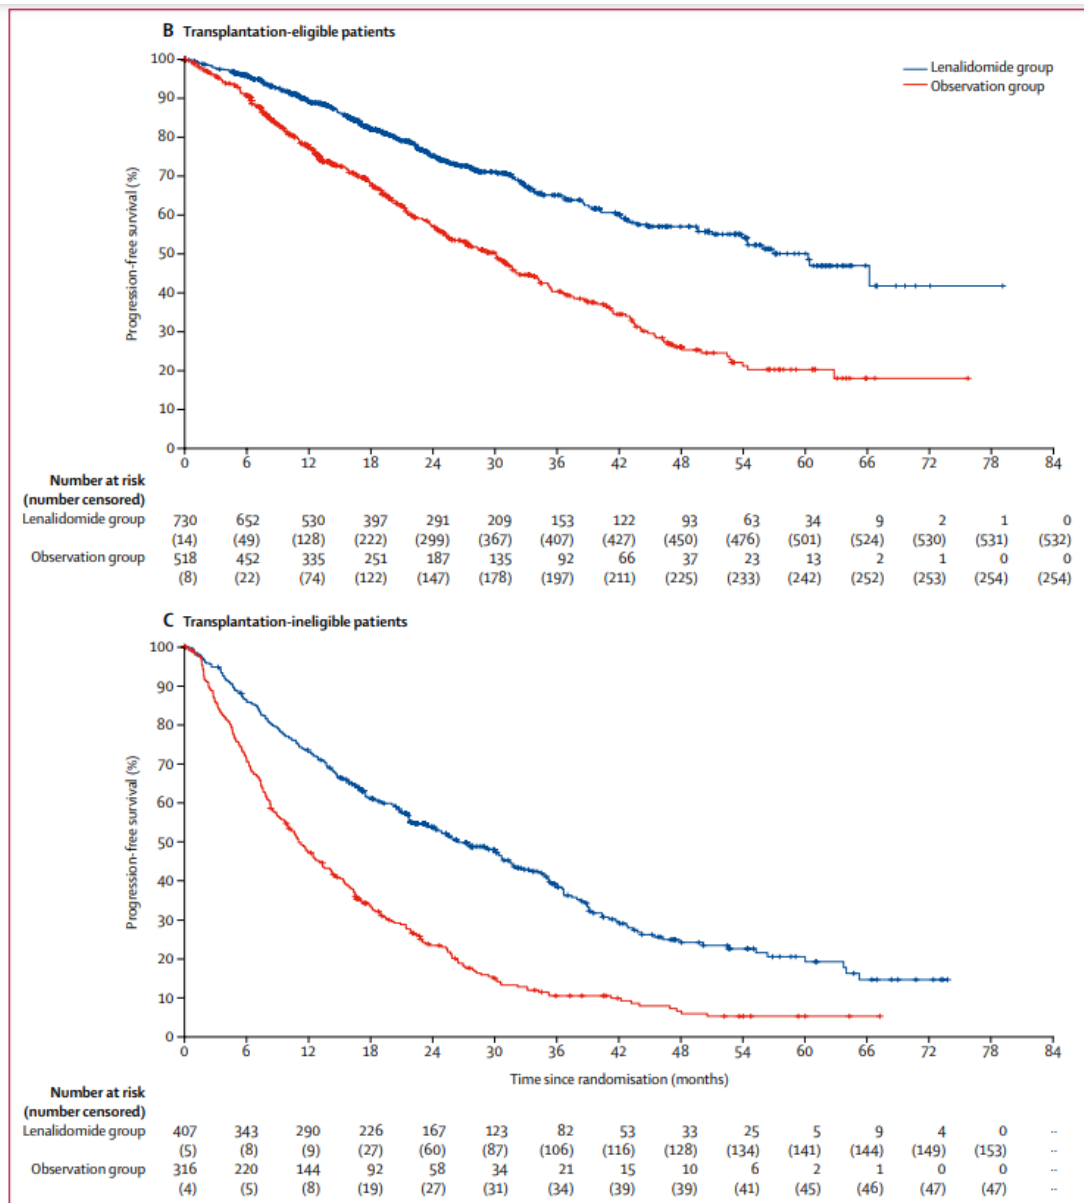 B Transplantation-eligible patients
100
90
80
70
60
50
40
30
20
10
0
Progression-free survival (%)
Lenalidomide group
Observation group
0 6 12 18 24 30 36 42 48 54 60 66 72 78 84
Number at risk
(number censored)
Lenalidomide group 730 652 530 397 291 209 153 122 93 63 34 9 2 1 0
(14) (49) (128) (222) (299) (367) (407) (427) (450) (476) (501) (524) (530) (531) (532)
Observation group 518 452 335 251 187 135 92 66 37 23 13 2 1 0 0
(8) (22) (74) (122) (147) (178) (197) (211) (225) (233) (242) (252) (253) (254) (254)
C Transplantation-ineligible patients
100
90
80
70
60
50
40
30
20
10
0
Progression-free survival (%)
0 6 12 18 24 30 36 42 48 54 60 66 72 78 84
Time since randomisation (months)
Number at risk
(number censored)
Lenalidomide group 407 343 290 226 167 123 82 53 33 25 5 9 4 0 ..
(5) (8) (9) (27) (60) (87) (106) (116) (128) (134) (141) (144) (149) (153) ..
Observation group 316 220 144 92 58 34 21 15 10 6 2 1 0 0 ..
(4) (5) (8) (19) (27) (31) (34) (39) (39) (41) (45) (46) (47) (47) ..